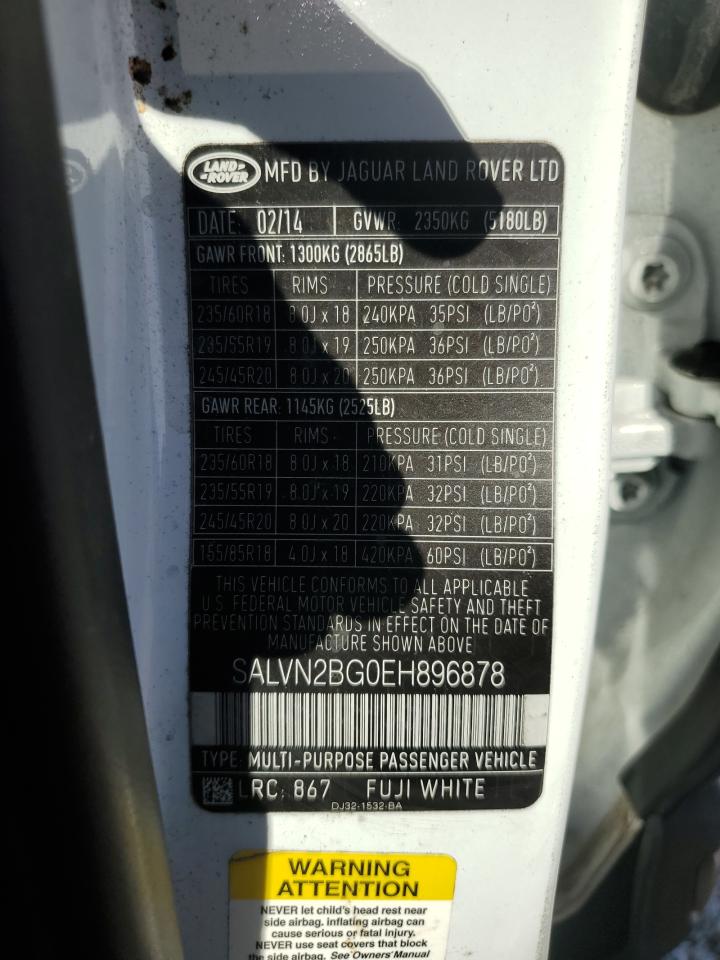 LAND-
-ROVER
MFD BY JAGUAR LAND ROVER LTD
DATE: 02/14 GVWR: 2350KG (5180LB)
GAWR FRONT: 1300KG (2865LB)
TIRES RIMS PRESSURE (COLD SINGLE)
235/60R18 8.0J x 18 240KPA 35PSI (LB/PO²)
235/55R19 8.0J x 19 250KPA 36PSI (LB/PO²)
245/45R20 8.0J x 20 250KPA 36PSI (LB/PO²)
GAWR REAR: 1145KG (2525LB)
TIRES RIMS PRESSURE (COLD SINGLE)
235/60R18 8.0J x 18 210KPA 31PSI (LB/PO²)
235/55R19 8.0J x 19 220KPA 32PSI (LB/PO²)
245/45R20 8.0J x 20 220KPA 32PSI (LB/PO²)
155/85R18 4.0J x 18 420KPA 60PSI (LB/PO²)
THIS VEHICLE CONFORMS TO ALL APPLICABLE
U.S. FEDERAL MOTOR VEHICLE SAFETY AND THEFT
PREVENTION STANDARDS IN EFFECT ON THE DATE OF
MANUFACTURE SHOWN ABOVE
SALVN2BG0EH896878
TYPE: MULTI-PURPOSE PASSENGER VEHICLE
LRC: 867 FUJI WHITE
DJ32-1532-BA
WARNING
ATTENTION
NEVER let child's head rest near
side airbag. inflating airbag can
cause serious or fatal injury.
NEVER use seat covers that block
the side airbag. See Owners' Manual